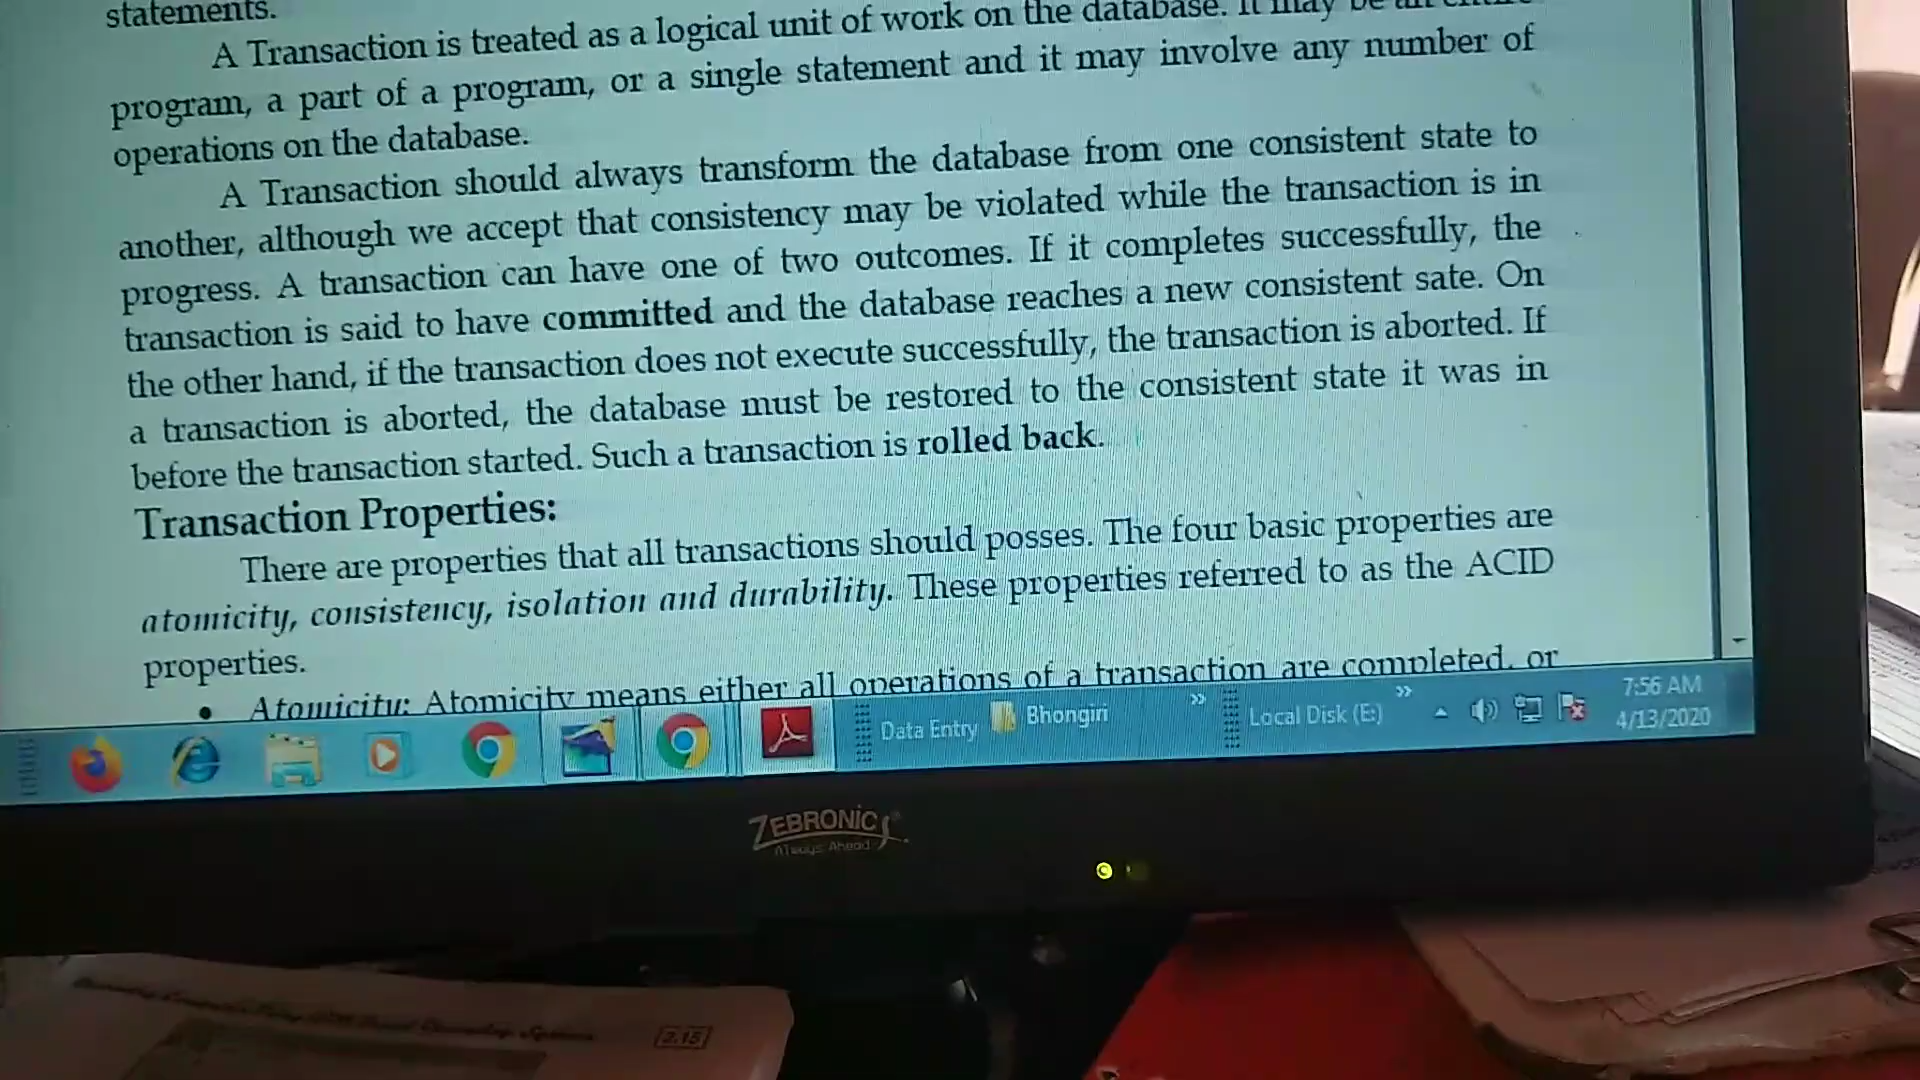 statements.
A Transaction is treated as a logical unit of work on the database. It may be an
program, a part of a program, or a single statement and it may involve any number of
operations on the database.
A Transaction should always transform the database from one consistent state to
another, although we accept that consistency may be violated while the transaction is in
progress. A transaction can have one of two outcomes. If it completes successfully, the
transaction is said to have committed and the database reaches a new consistent sate. On
the other hand, if the transaction does not execute successfully, the transaction is aborted. If
a transaction is aborted, the database must be restored to the consistent state it was in
before the transaction started. Such a transaction is rolled back.
Transaction Properties:
There are properties that all transactions should posses. The four basic properties are
atomicity, consistency, isolation and durability. These properties referred to as the ACID
properties.
• Atomicity: Atomicity means either all operations of a transaction are completed, or
Data Entry Bhongiri » Local Disk (E:) » 7:56 AM
4/13/2020
ZEBRONICS
Always Ahead
2.15